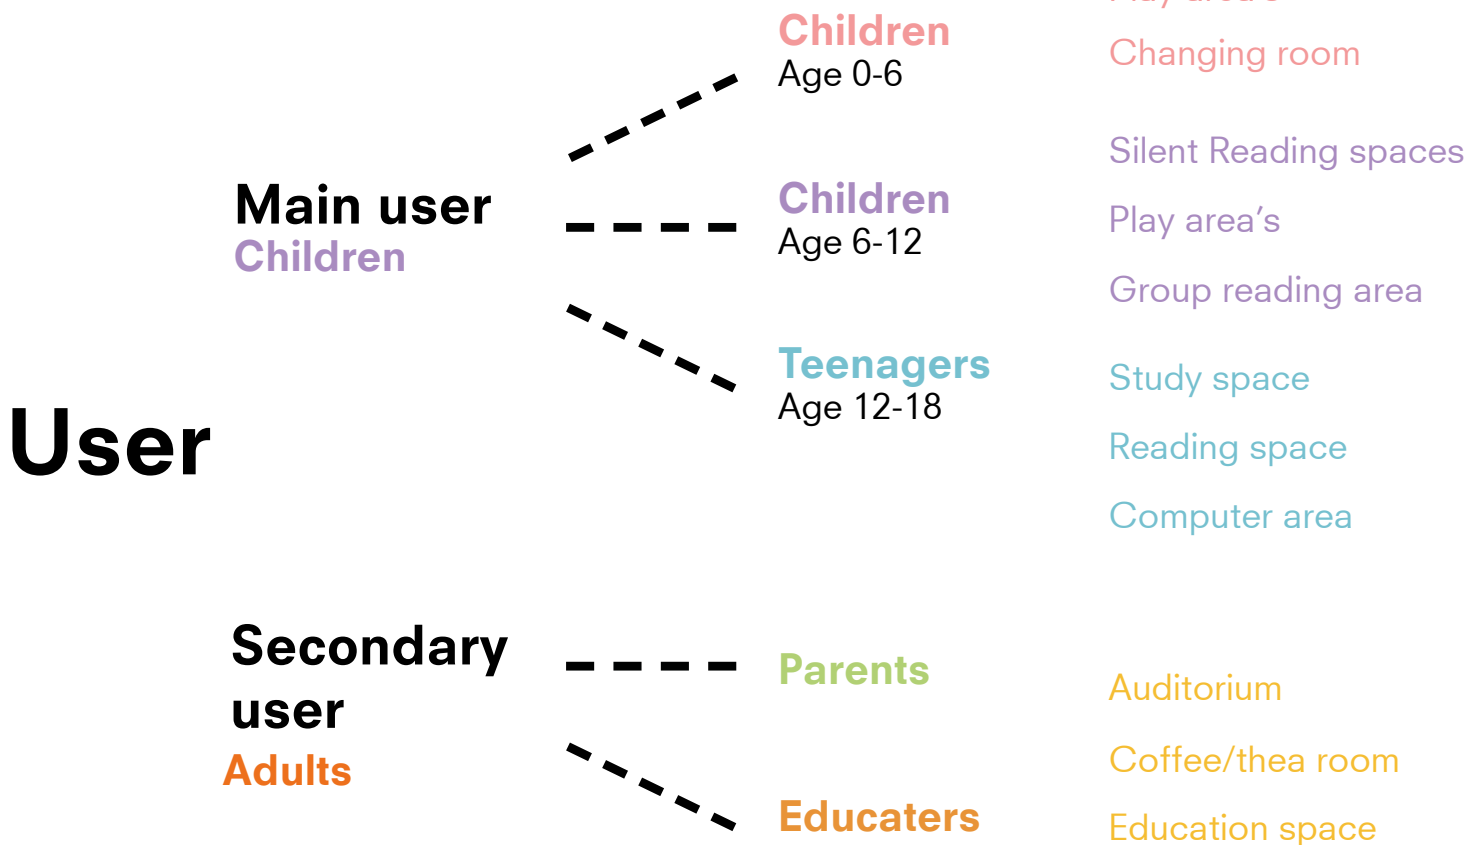 Play area's
Children
Age 0-6
Changing room
Silent Reading spaces
Main user
Children
Children
Age 6-12
Play area's
Group reading area
Teenagers
Age 12-18
Study space
User
Reading space
Computer area
Secondary
user
Adults
Parents
Auditorium
Coffee/thea room
Educaters
Education space